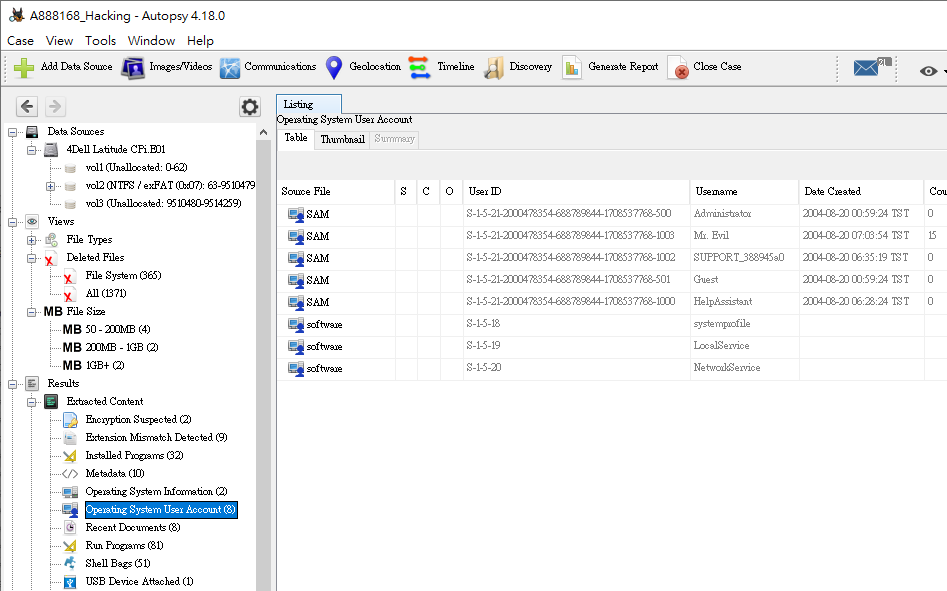 A888168_Hacking - Autopsy 4.18.0
Case View Tools Window Help
Add Data Source Images/Videos Communications Geolocation Timeline Discovery Generate Report Close Case
Data Sources
4Dell Latitude CPi.E01
vol1 (Unallocated: 0-62)
vol2 (NTFS / exFAT (0x07): 63-9510479
vol3 (Unallocated: 9510480-9514259)
Views
File Types
Deleted Files
File System (365)
All (1371)
MB File Size
MB 50 - 200MB (4)
MB 200MB - 1GB (2)
MB 1GB+ (2)
Results
Extracted Content
Encryption Suspected (2)
Extension Mismatch Detected (9)
Installed Programs (32)
Metadata (10)
Operating System Information (2)
Operating System User Account (8)
Recent Documents (8)
Run Programs (81)
Shell Bags (51)
USB Device Attached (1)
Listing
Operating System User Account
Table Thumbnail Summary
Source File S C O User ID Username Date Created Cou
SAM S-1-5-21-2000478354-688789844-1708537768-500 Administrator 2004-08-20 00:59:24 TST 0
SAM S-1-5-21-2000478354-688789844-1708537768-1003 Mr. Evil 2004-08-20 07:03:54 TST 15
SAM S-1-5-21-2000478354-688789844-1708537768-1002 SUPPORT_388945a0 2004-08-20 06:35:19 TST 0
SAM S-1-5-21-2000478354-688789844-1708537768-501 Guest 2004-08-20 00:59:24 TST 0
SAM S-1-5-21-2000478354-688789844-1708537768-1000 HelpAssistant 2004-08-20 06:28:24 TST 0
software S-1-5-18 systemprofile
software S-1-5-19 LocalService
software S-1-5-20 NetworkService